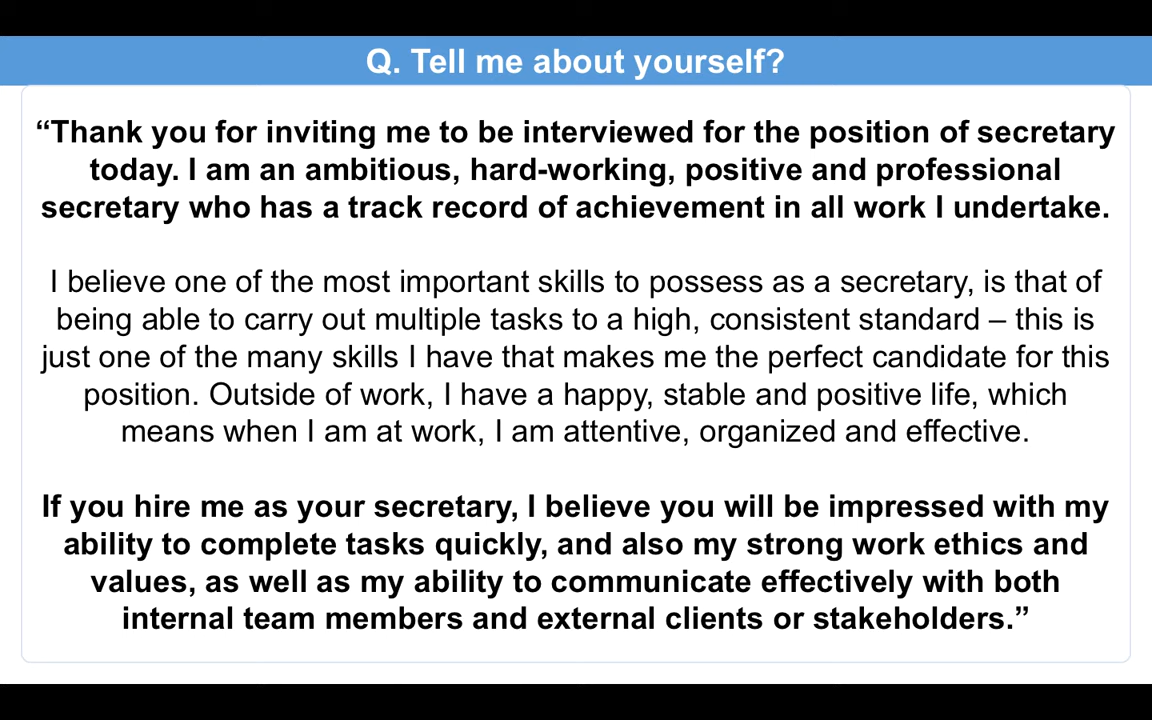 Q. Tell me about yourself?
“Thank you for inviting me to be interviewed for the position of secretary
today. I am an ambitious, hard-working, positive and professional
secretary who has a track record of achievement in all work I undertake.
I believe one of the most important skills to possess as a secretary, is that of
being able to carry out multiple tasks to a high, consistent standard – this is
just one of the many skills I have that makes me the perfect candidate for this
position. Outside of work, I have a happy, stable and positive life, which
means when I am at work, I am attentive, organized and effective.
If you hire me as your secretary, I believe you will be impressed with my
ability to complete tasks quickly, and also my strong work ethics and
values, as well as my ability to communicate effectively with both
internal team members and external clients or stakeholders.”